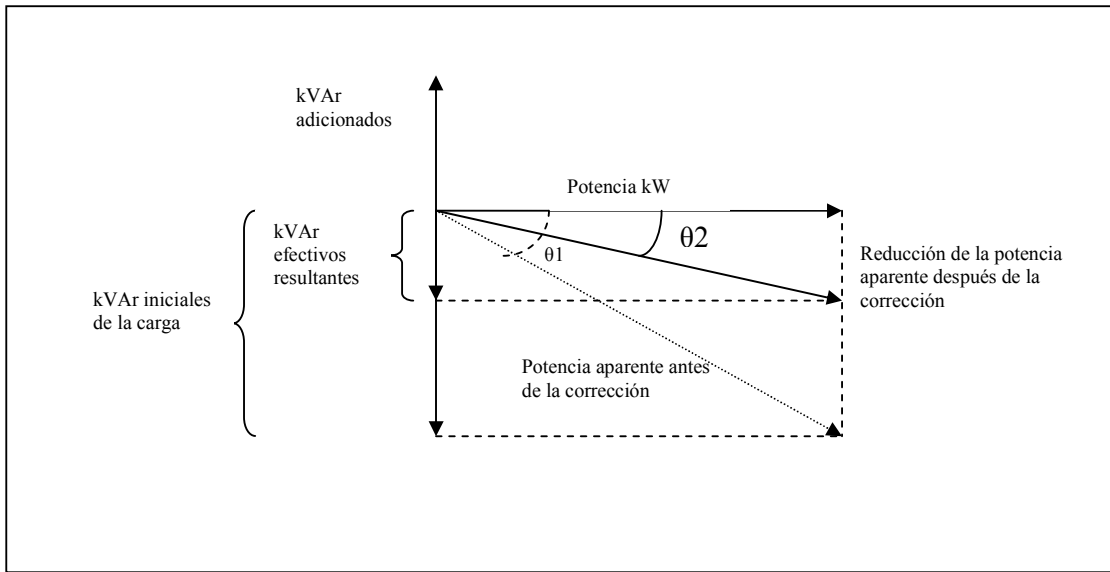 kVAr
adicionados
Potencia kW
kVAr
efectivos
resultantes
θ1
θ2
Reducción de la potencia
aparente después de la
corrección
kVAr iniciales
de la carga
Potencia aparente antes
de la corrección